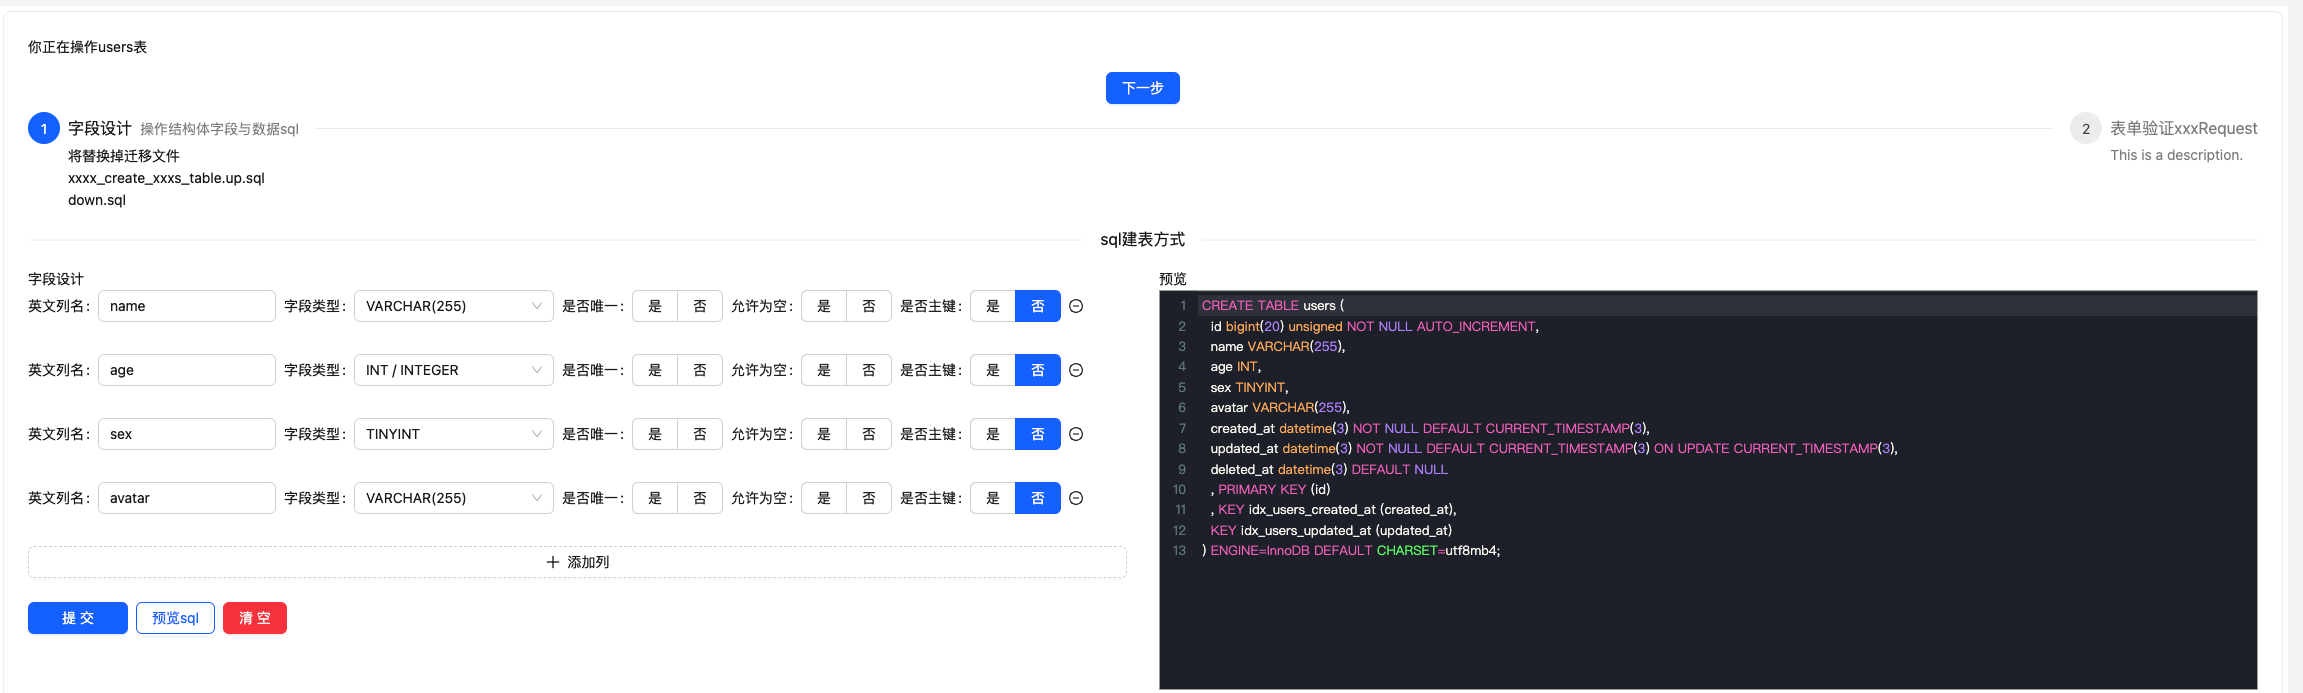 你正在操作users表
下一步
1 字段设计 操作结构体字段与数据sql
将替换掉迁移文件
xxxx_create_xxxs_table.up.sql
down.sql
2 表单验证xxxRequest
This is a description.
sql建表方式
字段设计
英文列名: name 字段类型: VARCHAR(255) 是否唯一: 是 否 允许为空: 是 否 是否主键: 是 否
英文列名: age 字段类型: INT / INTEGER 是否唯一: 是 否 允许为空: 是 否 是否主键: 是 否
英文列名: sex 字段类型: TINYINT 是否唯一: 是 否 允许为空: 是 否 是否主键: 是 否
英文列名: avatar 字段类型: VARCHAR(255) 是否唯一: 是 否 允许为空: 是 否 是否主键: 是 否
+ 添加列
提 交 预览sql 清 空
预览
1 CREATE TABLE users (
2 id bigint(20) unsigned NOT NULL AUTO_INCREMENT,
3 name VARCHAR(255),
4 age INT,
5 sex TINYINT,
6 avatar VARCHAR(255),
7 created_at datetime(3) NOT NULL DEFAULT CURRENT_TIMESTAMP(3),
8 updated_at datetime(3) NOT NULL DEFAULT CURRENT_TIMESTAMP(3) ON UPDATE CURRENT_TIMESTAMP(3),
9 deleted_at datetime(3) DEFAULT NULL
10 , PRIMARY KEY (id)
11 , KEY idx_users_created_at (created_at),
12 KEY idx_users_updated_at (updated_at)
13 ) ENGINE=InnoDB DEFAULT CHARSET=utf8mb4;